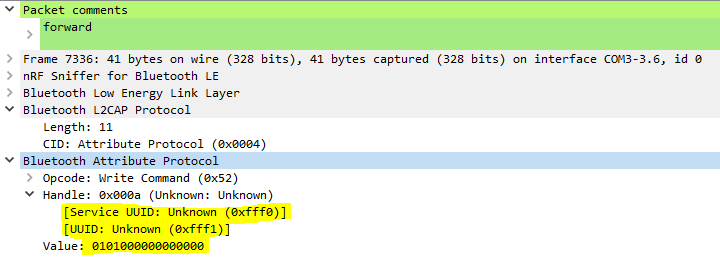 Packet comments
forward
Frame 7336: 41 bytes on wire (328 bits), 41 bytes captured (328 bits) on interface COM3-3.6, id 0
nRF Sniffer for Bluetooth LE
Bluetooth Low Energy Link Layer
Bluetooth L2CAP Protocol
Length: 11
CID: Attribute Protocol (0x0004)
Bluetooth Attribute Protocol
Opcode: Write Command (0x52)
Handle: 0x000a (Unknown: Unknown)
[Service UUID: Unknown (0xfff0)]
[UUID: Unknown (0xfff1)]
Value: 0101000000000000